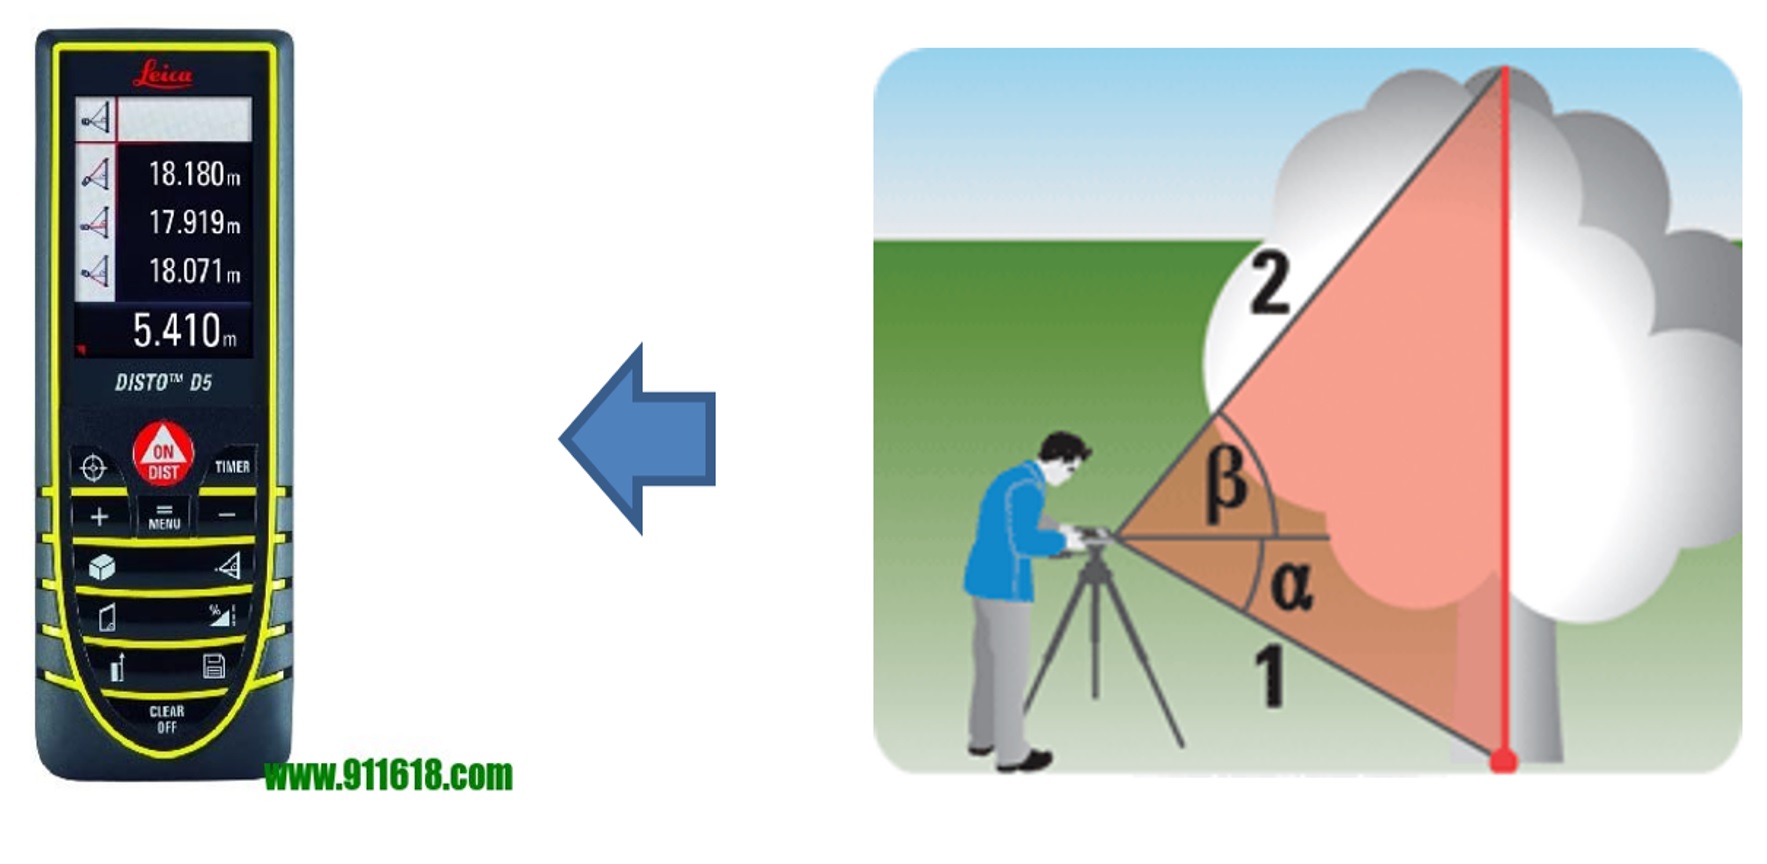 Leica
18.180m
17.919m
18.071m
5.410m
DISTO™ D5
ON
DIST
TIMER
+
=
MENU
−
%
CLEAR
OFF
www.911618.com
2
β
α
1